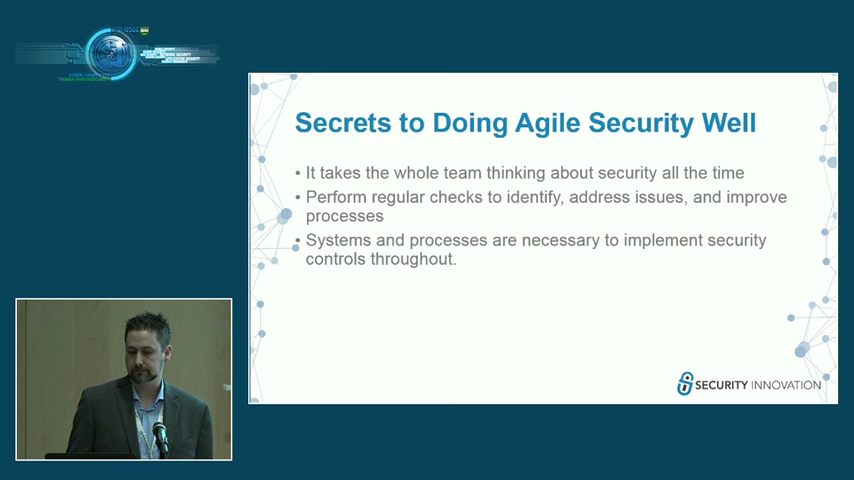 Secrets to Doing Agile Security Well
• It takes the whole team thinking about security all the time
• Perform regular checks to identify, address issues, and improve
processes
• Systems and processes are necessary to implement security
controls throughout.
SECURITY INNOVATION